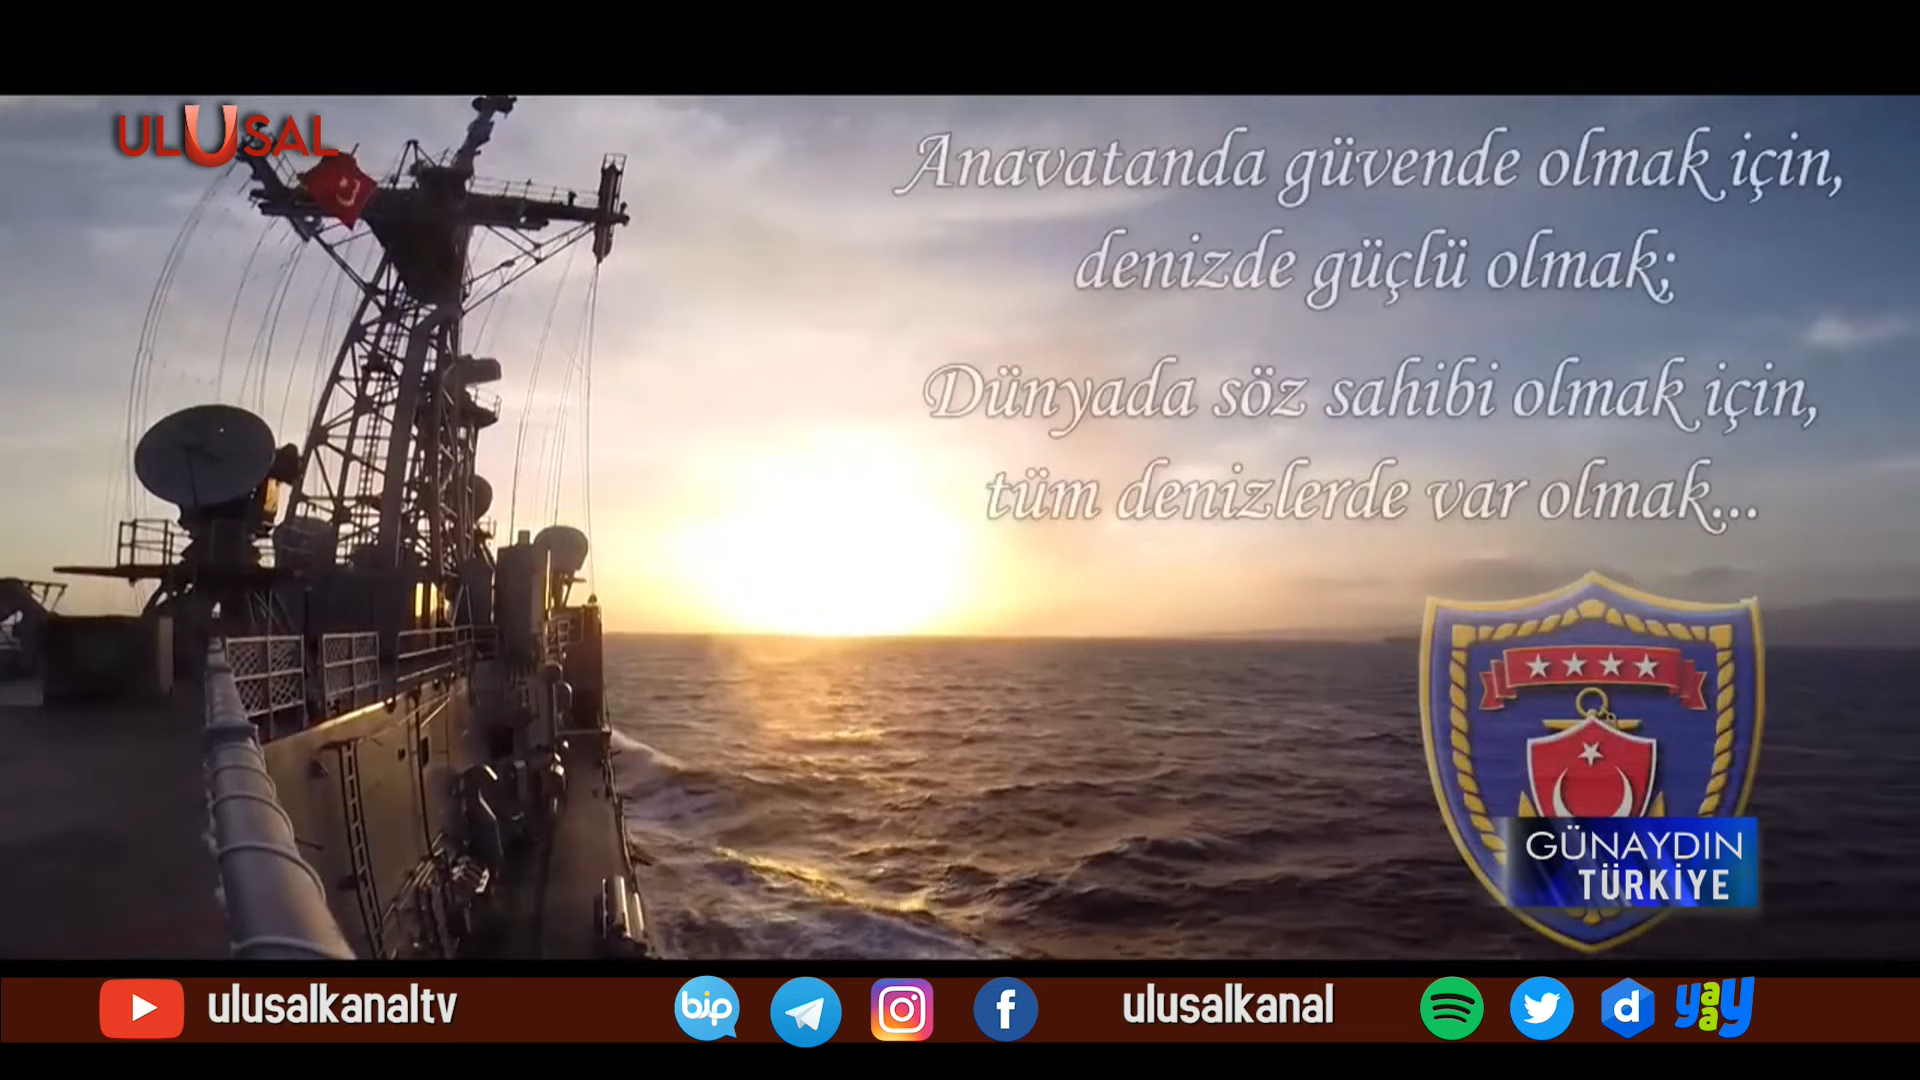 ULUSAL
Anavatanda güvende olmak için,
denizde güçlü olmak;
Dünyada söz sahibi olmak için,
tüm denizlerde var olmak...
GÜNAYDIN
TÜRKİYE
ulusalkanaltv
bip
ulusalkanal
d
yaay